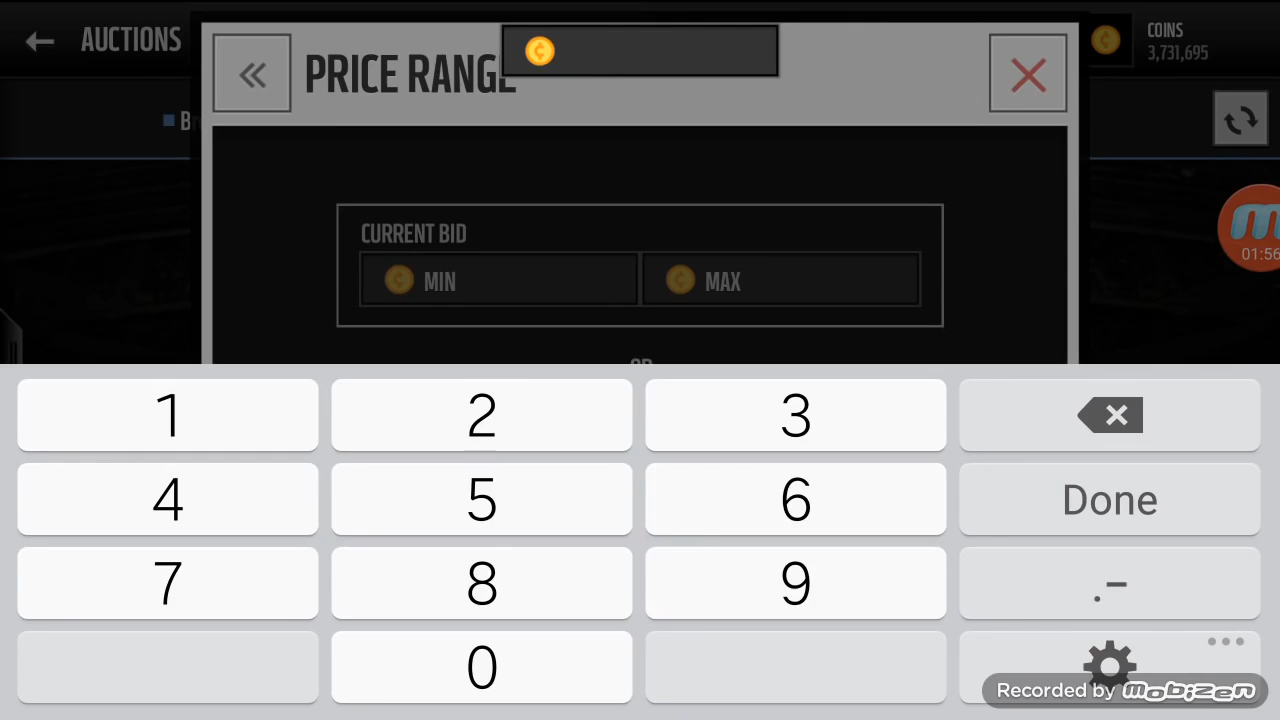 AUCTIONS
PRICE RANGE
COINS
3,731,695
CURRENT BID
MIN
MAX
01:56
1 2 3
4 5 6 Done
7 8 9 .-
0
Recorded by Mobizen